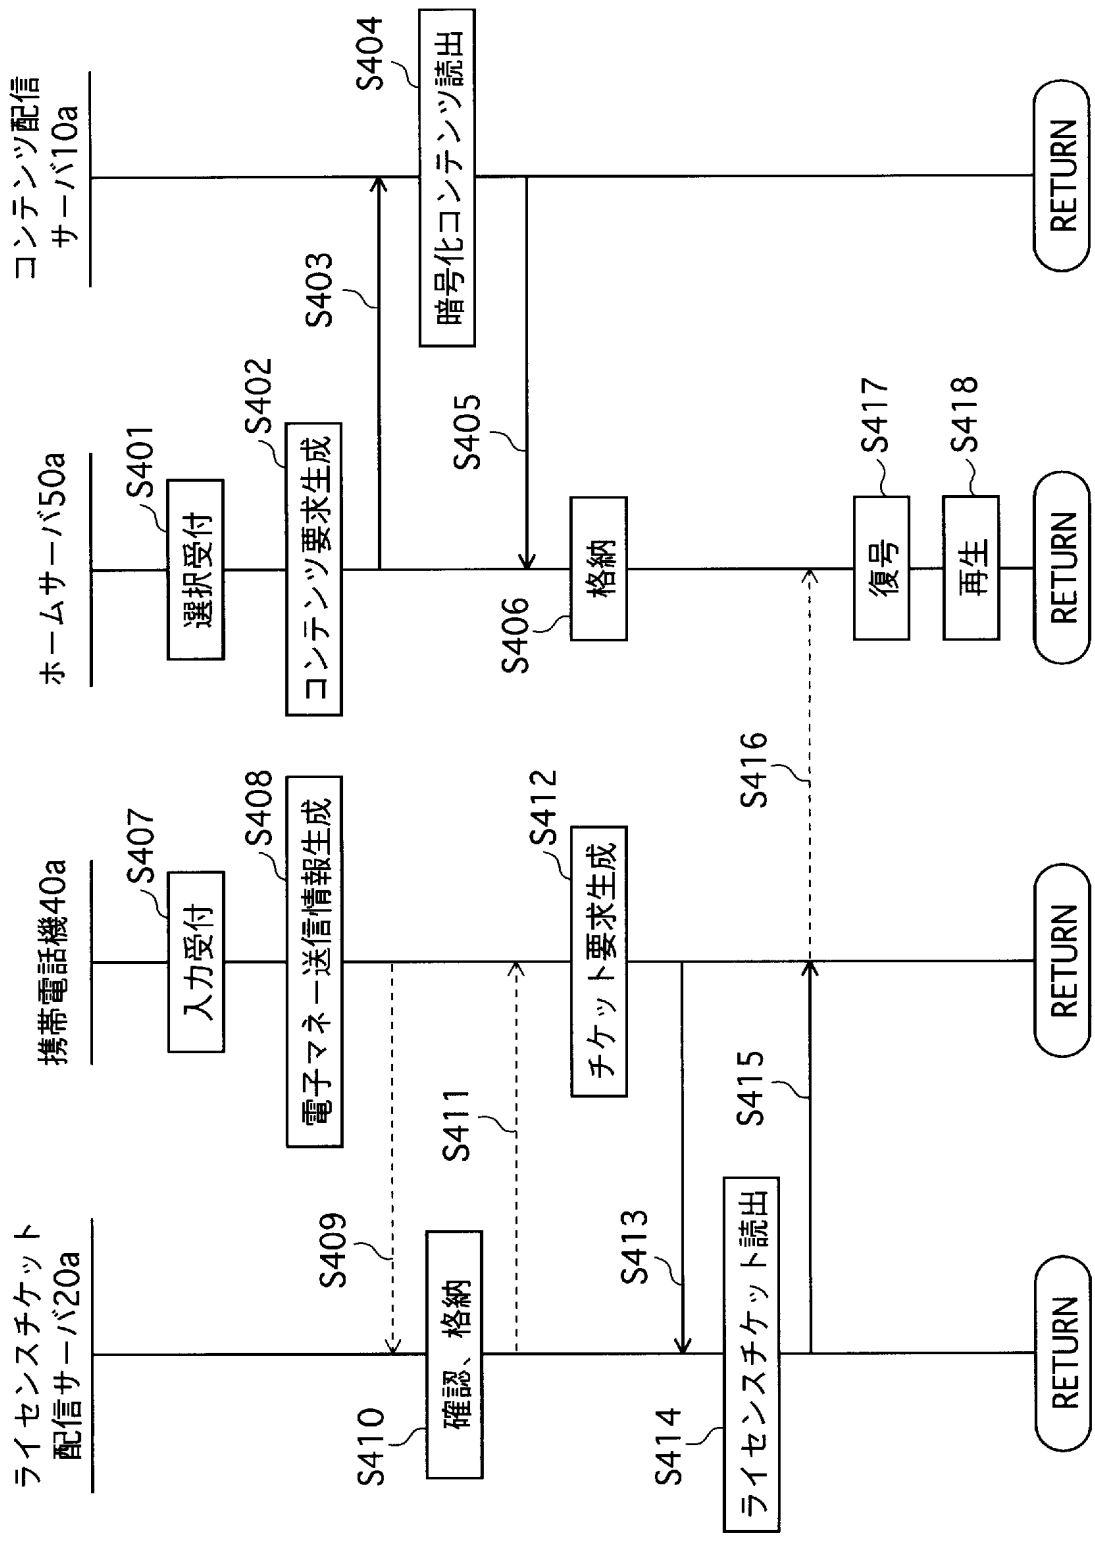 ライセンスチケット
配信サーバ20a
携帯電話機40a
ホームサーバ50a
コンテンツ配信
サーバ10a
S407
入力受付
S401
選択受付
S408
電子マネー送信情報生成
S402
コンテンツ要求生成
S409
S403
S410
確認、格納
S404
暗号化コンテンツ読出
S411
S405
S412
チケット要求生成
S406
格納
S413
S414
ライセンスチケット読出
S415
S416
S417
復号
S418
再生
RETURN
RETURN
RETURN
RETURN